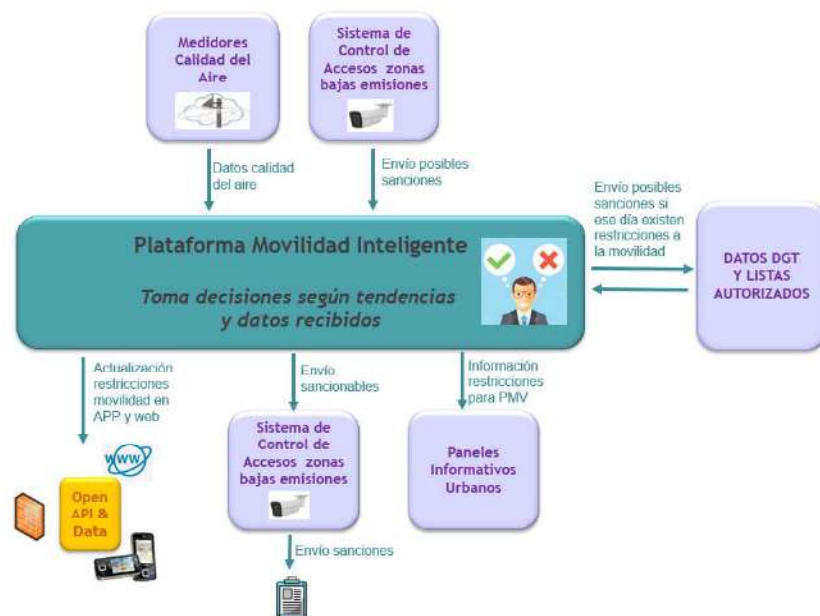 Medidores
Calidad del
Aire
Sistema de
Control de
Accesos zonas
bajas emisiones
Datos calidad
del aire
Envío posibles
sanciones
Envío posibles
sanciones si
ese día existen
restricciones a
la movilidad
Plataforma Movilidad Inteligente
Toma decisiones según tendencias
y datos recibidos
DATOS DGT
Y LISTAS
AUTORIZADOS
Actualización
restricciones
movilidad en
APP y web
Envío
sancionables
Información
restricciones
para PMV
www
Open
API &
Data
Sistema de
Control de
Accesos zonas
bajas emisiones
Paneles
Informativos
Urbanos
Envío sanciones